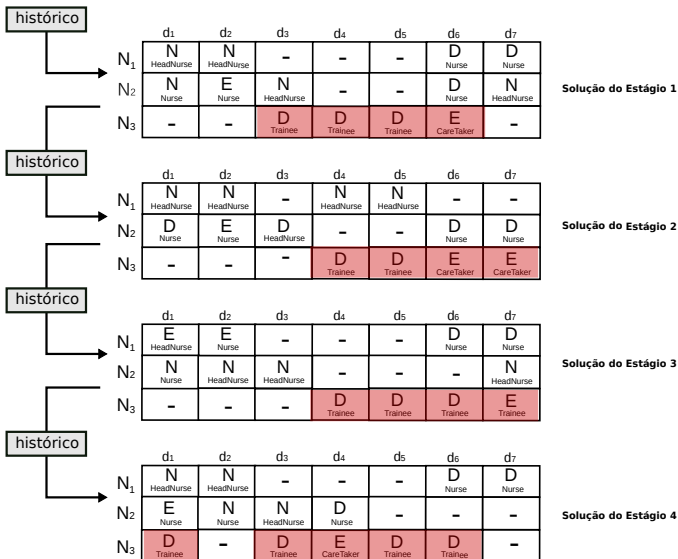 histórico
d1 d2 d3 d4 d5 d6 d7
N1 N HeadNurse N HeadNurse - - - D Nurse D Nurse
N2 N Nurse E Nurse N HeadNurse - - D Nurse N HeadNurse
Solução do Estágio 1
N3 - - D Trainee D Trainee D Trainee E CareTaker -
histórico
d1 d2 d3 d4 d5 d6 d7
N1 N HeadNurse N HeadNurse - N HeadNurse N HeadNurse - -
N2 D Nurse E Nurse D HeadNurse - - D Nurse D Nurse
Solução do Estágio 2
N3 - - - D Trainee D Trainee E CareTaker E CareTaker
histórico
d1 d2 d3 d4 d5 d6 d7
N1 E HeadNurse E Nurse - - - D Nurse D Nurse
N2 N Nurse N HeadNurse N HeadNurse - - - N HeadNurse
Solução do Estágio 3
N3 - - - D Trainee D Trainee D Trainee E Trainee
histórico
d1 d2 d3 d4 d5 d6 d7
N1 N HeadNurse N HeadNurse - - - D Nurse D Nurse
N2 E Nurse N Nurse N HeadNurse D Nurse - - -
Solução do Estágio 4
N3 D Trainee - D Trainee E CareTaker D Trainee D Trainee -